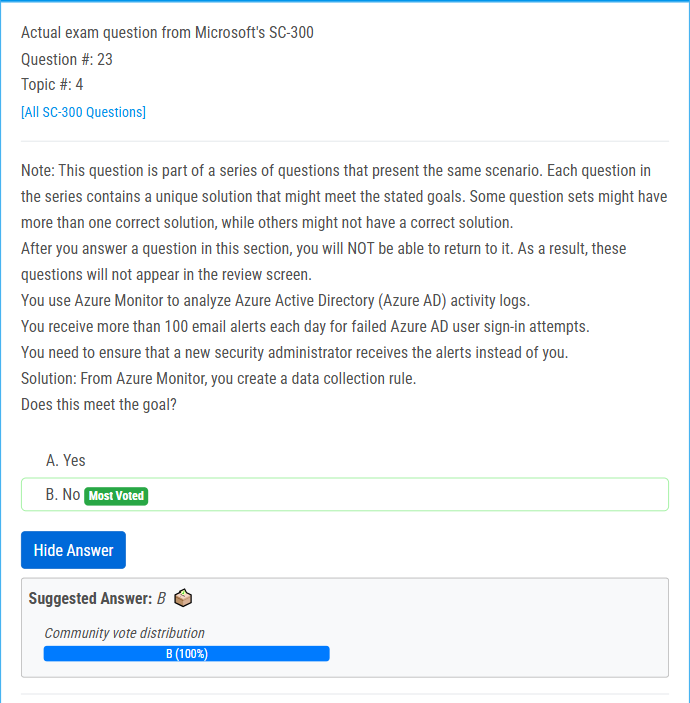 Actual exam question from Microsoft's SC-300
Question #: 23
Topic #: 4
[All SC-300 Questions]
Note: This question is part of a series of questions that present the same scenario. Each question in
the series contains a unique solution that might meet the stated goals. Some question sets might have
more than one correct solution, while others might not have a correct solution.
After you answer a question in this section, you will NOT be able to return to it. As a result, these
questions will not appear in the review screen.
You use Azure Monitor to analyze Azure Active Directory (Azure AD) activity logs.
You receive more than 100 email alerts each day for failed Azure AD user sign-in attempts.
You need to ensure that a new security administrator receives the alerts instead of you.
Solution: From Azure Monitor, you create a data collection rule.
Does this meet the goal?
A. Yes
B. No Most Voted
Hide Answer
Suggested Answer: B
Community vote distribution
B (100%)